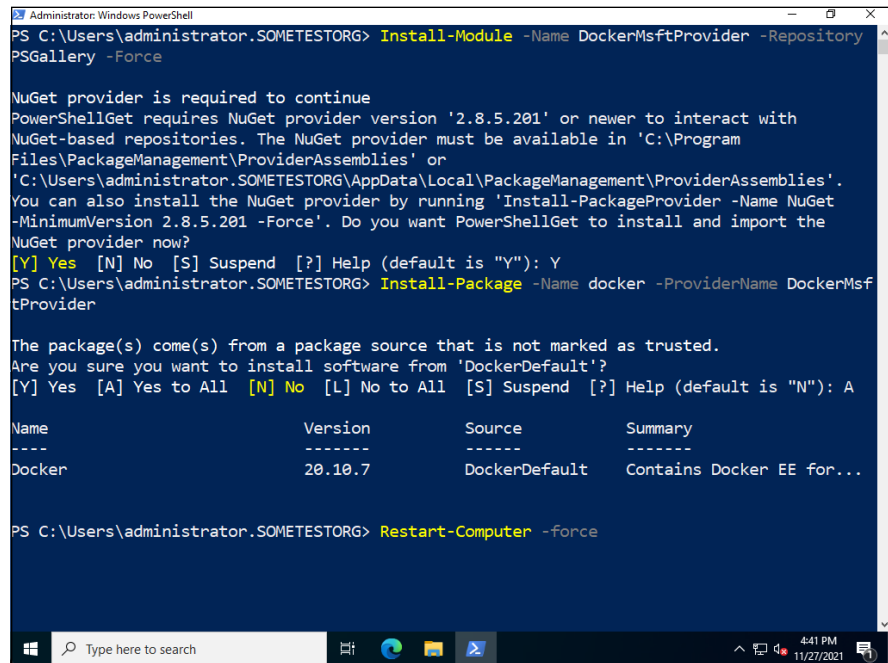 Administrator: Windows PowerShell
PS C:\Users\administrator.SOMETESTORG> Install-Module -Name DockerMsftProvider -Repository
PSGallery -Force
NuGet provider is required to continue
PowerShellGet requires NuGet provider version '2.8.5.201' or newer to interact with
NuGet-based repositories. The NuGet provider must be available in 'C:\Program
Files\PackageManagement\ProviderAssemblies' or
'C:\Users\administrator.SOMETESTORG\AppData\Local\PackageManagement\ProviderAssemblies'.
You can also install the NuGet provider by running 'Install-PackageProvider -Name NuGet
-MinimumVersion 2.8.5.201 -Force'. Do you want PowerShellGet to install and import the
NuGet provider now?
[Y] Yes  [N] No  [S] Suspend  [?] Help (default is "Y"): Y
PS C:\Users\administrator.SOMETESTORG> Install-Package -Name docker -ProviderName DockerMsf
tProvider
The package(s) come(s) from a package source that is not marked as trusted.
Are you sure you want to install software from 'DockerDefault'?
[Y] Yes  [A] Yes to All  [N] No  [L] No to All  [S] Suspend  [?] Help (default is "N"): A
Name Version Source Summary
---- ------- ------ -------
Docker 20.10.7 DockerDefault Contains Docker EE for...
PS C:\Users\administrator.SOMETESTORG> Restart-Computer -force
Type here to search
4:41 PM
11/27/2021
1